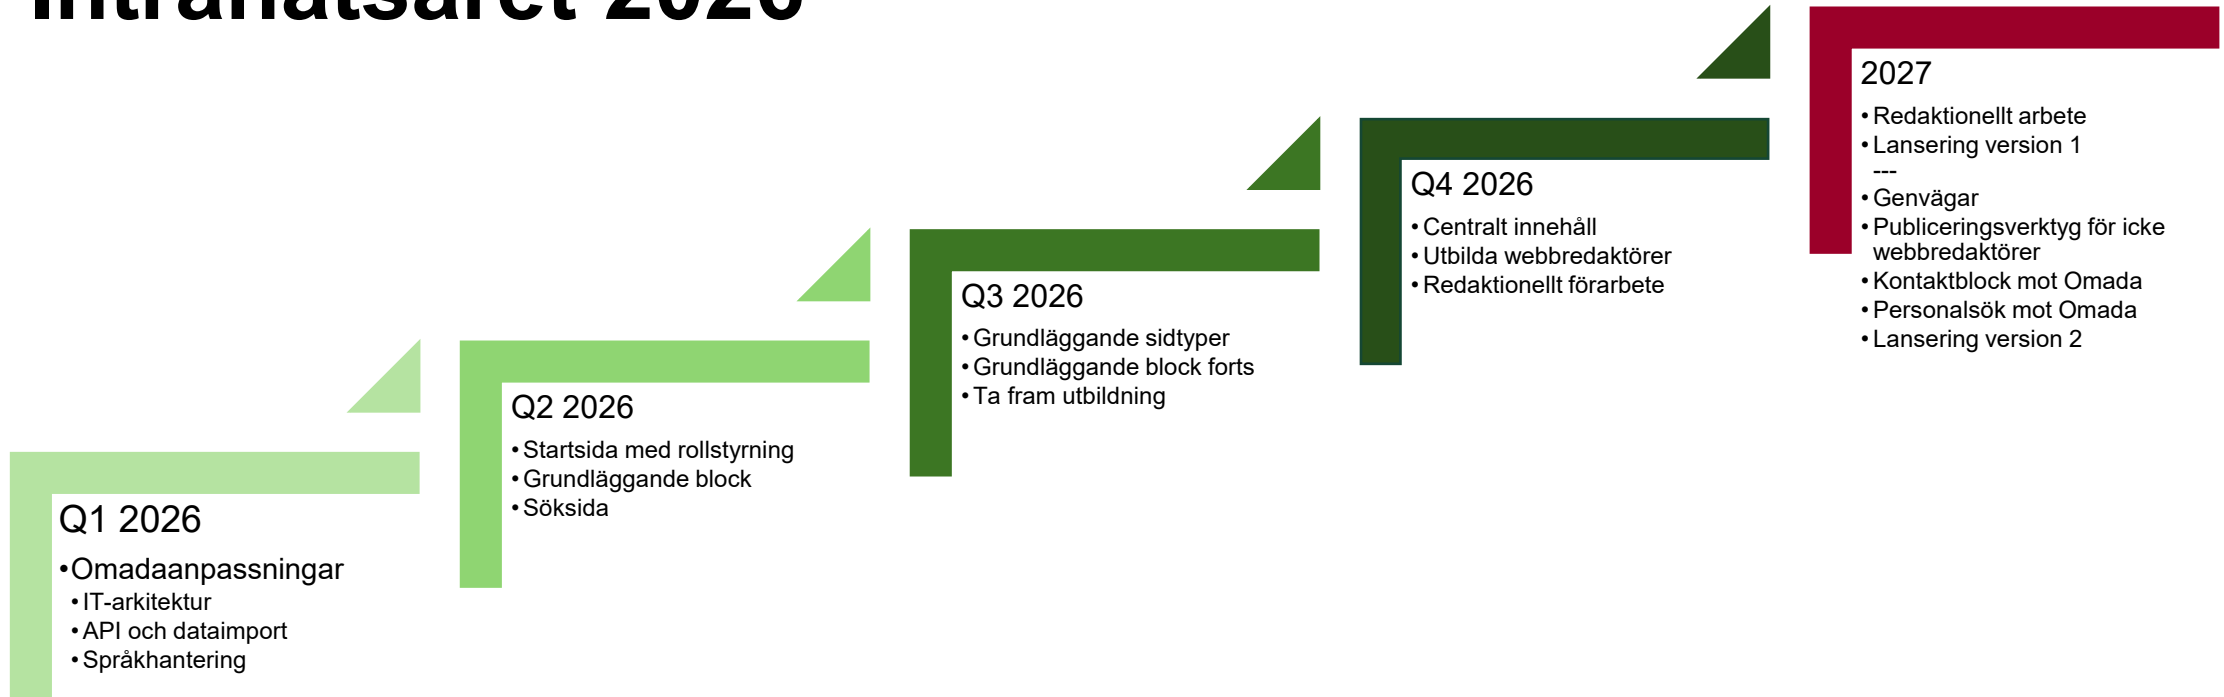 Intranätsåret 2026
Q1 2026
•Omadaanpassningar
•IT-arkitektur
•API och dataimport
•Språkhantering
Q2 2026
•Startsida med rollstyrning
•Grundläggande block
•Söksida
Q3 2026
•Grundläggande sidtyper
•Grundläggande block forts
•Ta fram utbildning
Q4 2026
•Centralt innehåll
•Utbilda webbredaktörer
•Redaktionellt förarbete
2027
•Redaktionellt arbete
•Lansering version 1
---
•Genvägar
•Publiceringsverktyg för icke
webbredaktörer
•Kontaktblock mot Omada
•Personalsök mot Omada
•Lansering version 2